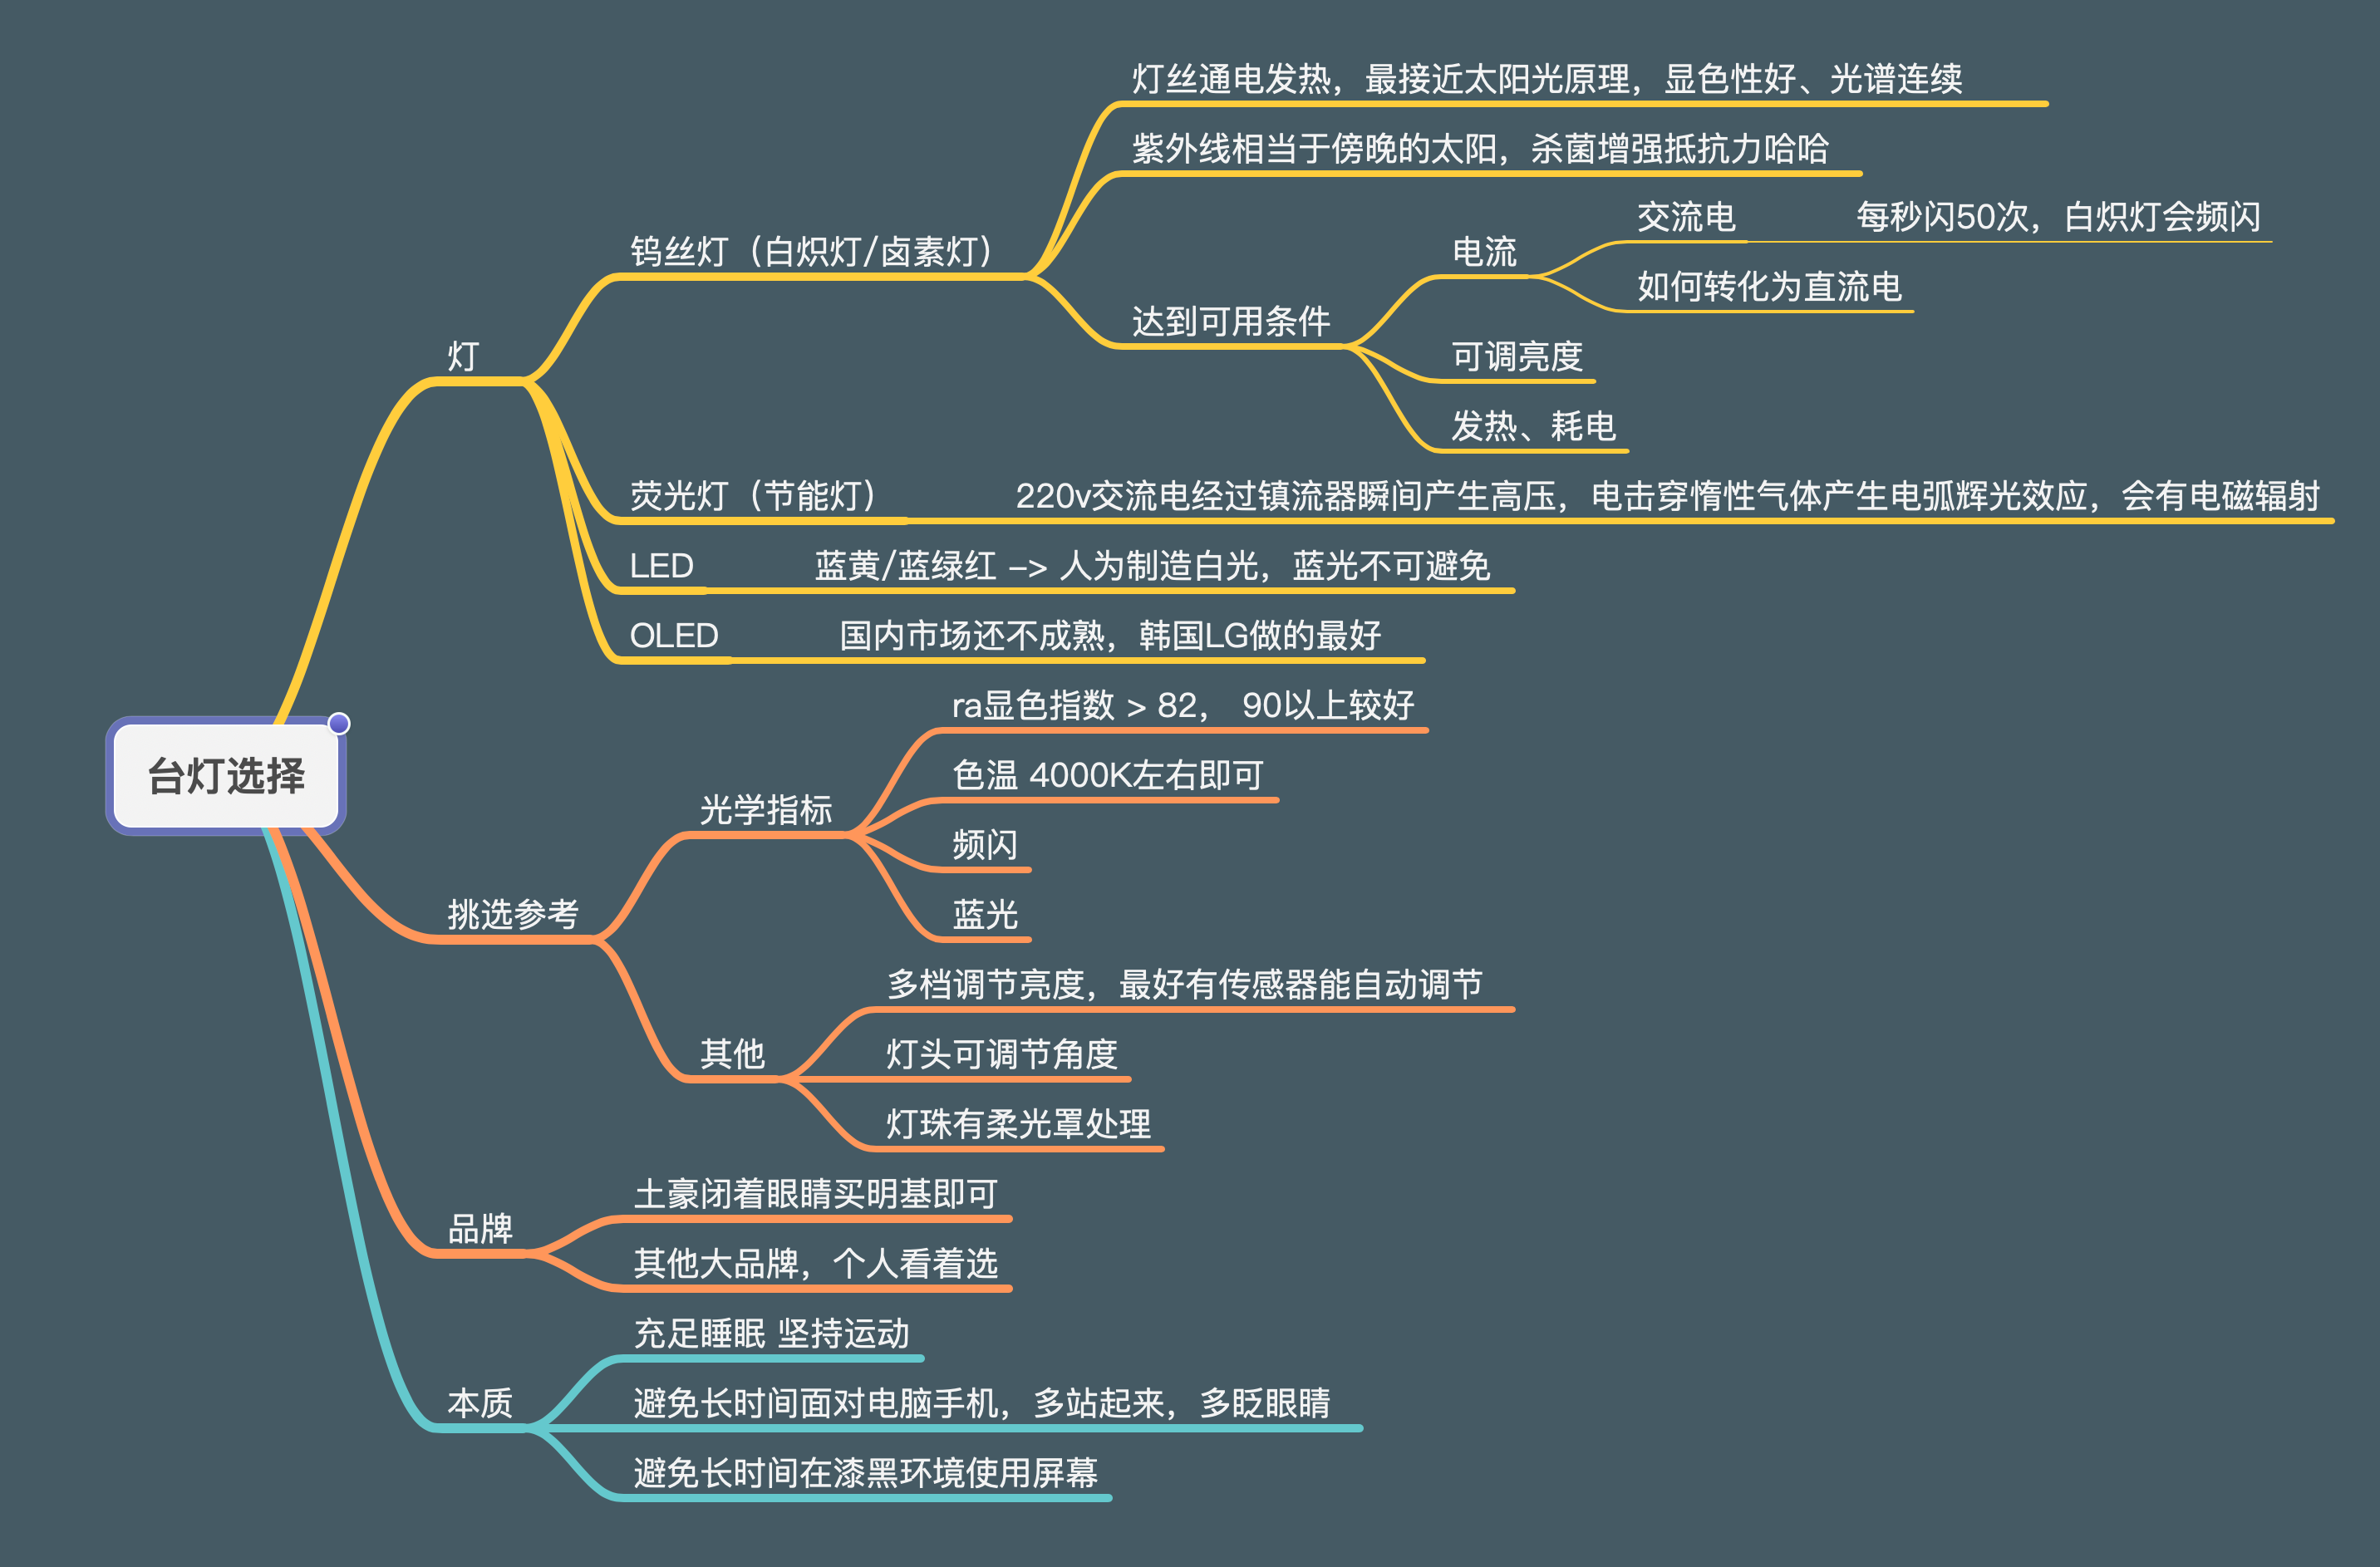 台灯选择
灯
钨丝灯（白炽灯/卤素灯）
灯丝通电发热，最接近太阳光原理，显色性好、光谱连续
紫外线相当于傍晚的太阳，杀菌增强抵抗力哈哈
达到可用条件
电流
交流电
每秒闪50次，白炽灯会频闪
如何转化为直流电
可调亮度
发热、耗电
荧光灯（节能灯）
220v交流电经过镇流器瞬间产生高压，电击穿惰性气体产生电弧辉光效应，会有电磁辐射
LED
蓝黄/蓝绿红 -> 人为制造白光，蓝光不可避免
OLED
国内市场还不成熟，韩国LG做的最好
挑选参考
光学指标
ra显色指数 > 82， 90以上较好
色温 4000K左右即可
频闪
蓝光
其他
多档调节亮度，最好有传感器能自动调节
灯头可调节角度
灯珠有柔光罩处理
品牌
土豪闭着眼睛买明基即可
其他大品牌，个人看着选
本质
充足睡眠 坚持运动
避免长时间面对电脑手机，多站起来，多眨眼睛
避免长时间在漆黑环境使用屏幕